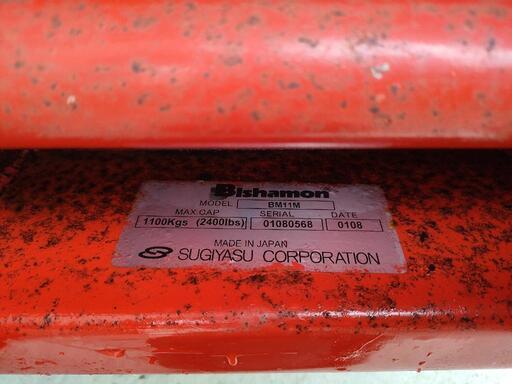 Bishamon
MODEL BM11M
MAX.CAP SERIAL DATE
1100Kgs (2400lbs) 01080568 0108
MADE IN JAPAN
SUGIYASU CORPORATION